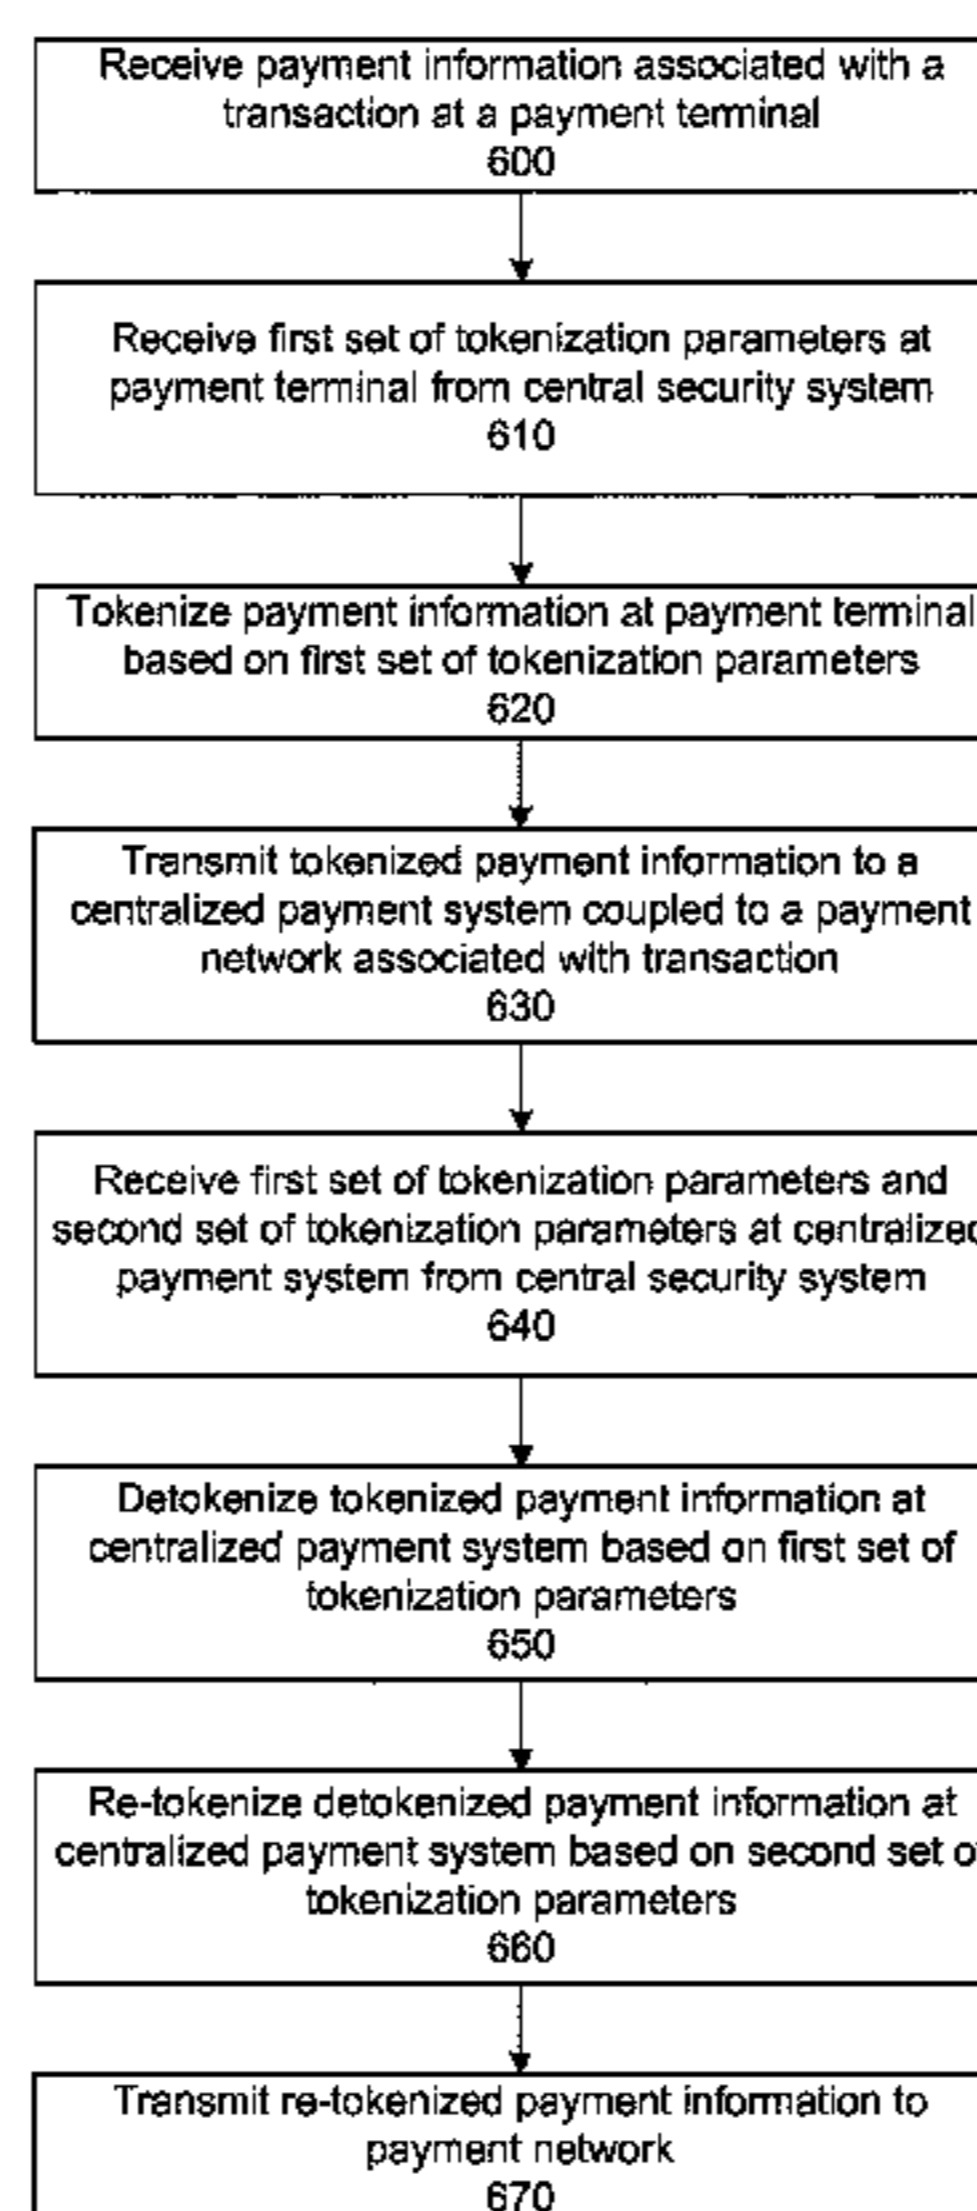 Receive payment information associated with a
transaction at a payment terminal
600
Receive first set of tokenization parameters at
payment terminal from central security system
610
Tokenize payment information at payment terminal
based on first set of tokenization parameters
620
Transmit tokenized payment information to a
centralized payment system coupled to a payment
network associated with transaction
630
Receive first set of tokenization parameters and
second set of tokenization parameters at centralized
payment system from central security system
640
Detokenize tokenized payment information at
centralized payment system based on first set of
tokenization parameters
650
Re-tokenize detokenized payment information at
centralized payment system based on second set of
tokenization parameters
660
Transmit re-tokenized payment information to
payment network
670